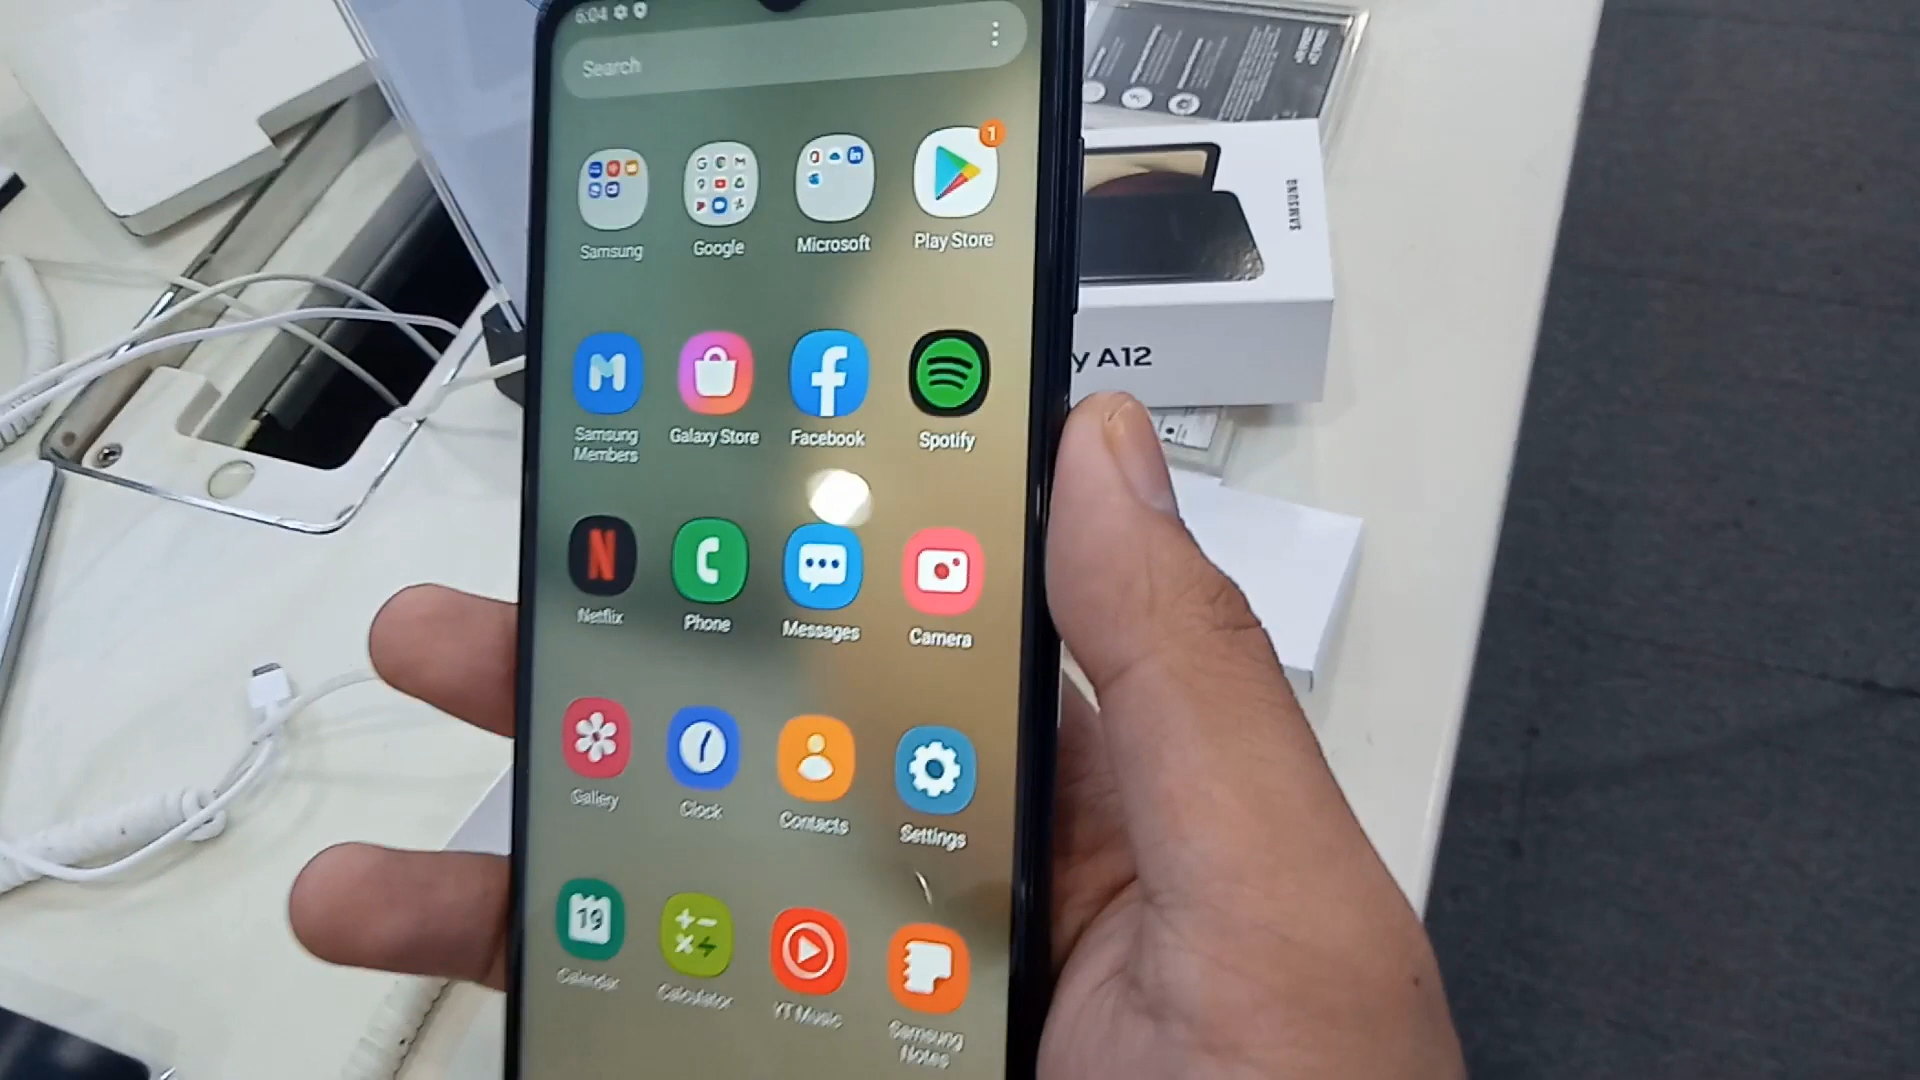 6:04
Search
1
Samsung
Google
Microsoft
Play Store
Samsung
Members
Galaxy Store
Facebook
Spotify
Netflix
Phone
Messages
Camera
Gallery
Clock
Contacts
Settings
19
Calendar
Calculator
YT Music
Samsung
Notes
SAMSUNG
y A12